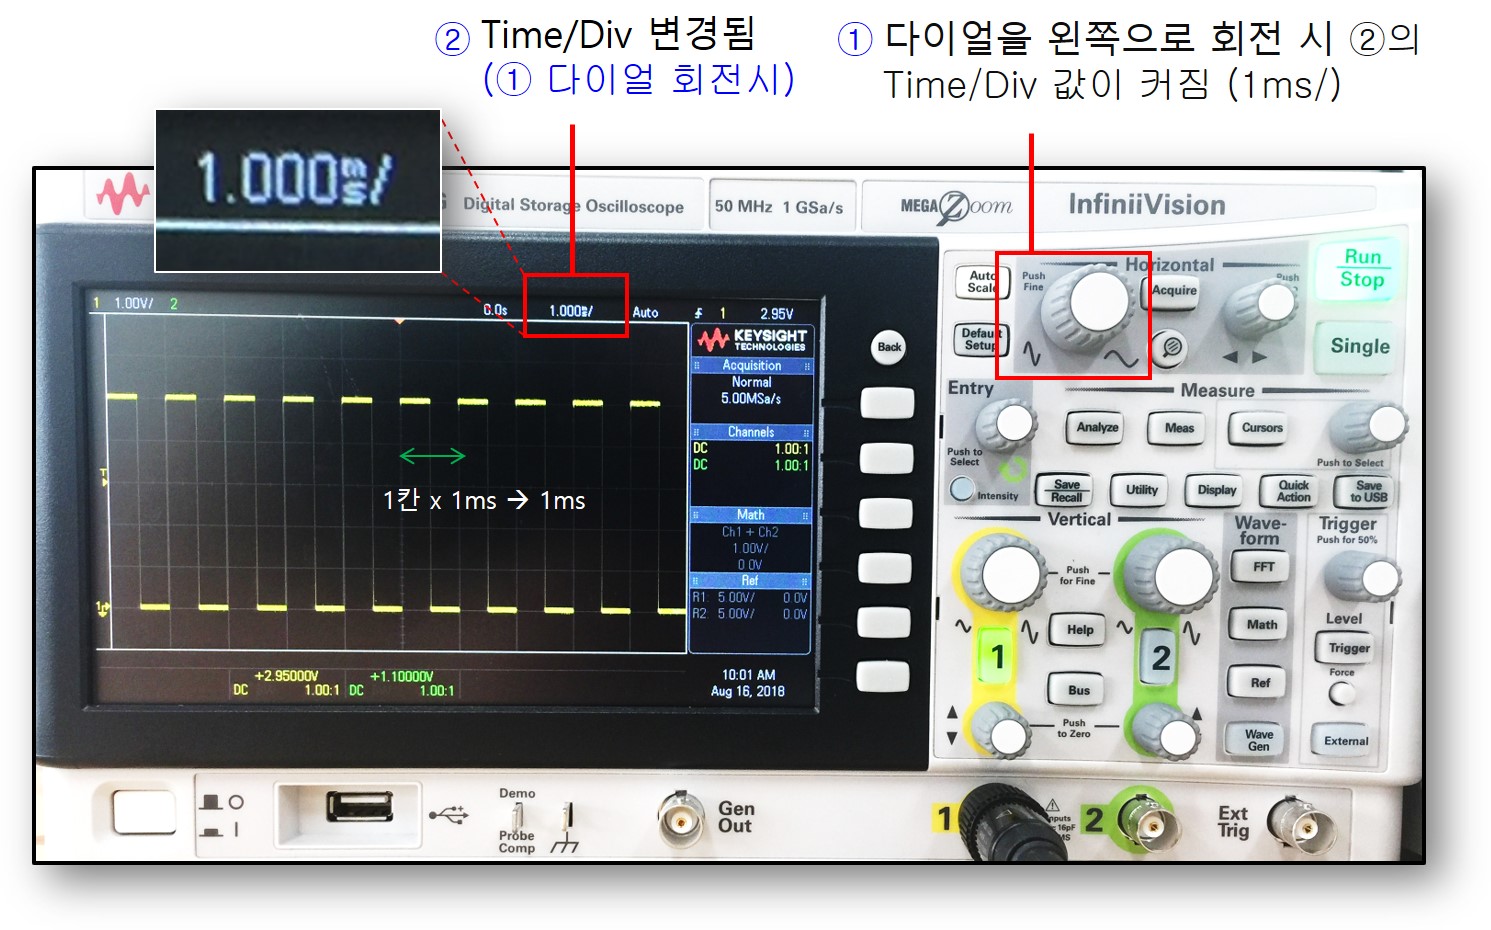 ② Time/Div 변경됨
(① 다이얼 회전시)
① 다이얼을 왼쪽으로 회전 시 ②의
Time/Div 값이 커짐 (1ms/)
1.000ms/
G Digital Storage Oscilloscope
50 MHz 1 GSa/s
MEGA Zoom
InfiniiVision
1 1.00V/ 2
0.0s
1.000ms/
Auto
1 2.95V
KEYSIGHT
TECHNOLOGIES
Acquisition
Normal
5.00MSa/s
Channels
DC 1.00:1
DC 1.00:1
Math
Ch1 + Ch2
1.00V/
0.0V
Ref
R1: 5.00V/ 0.0V
R2: 5.00V/ 0.0V
T
1칸 x 1ms → 1ms
1
+2.95000V
DC 1.00:1
+1.10000V
DC 1.00:1
10:01 AM
Aug 16, 2018
Back
Auto
Scale
Push
Fine
Horizontal
Acquire
Push
Run
Stop
Default
Setup
Single
Entry
Push to
Select
Intensity
Measure
Analyze
Meas
Cursors
Push to Select
Save
Recall
Utility
Display
Quick
Action
Save
to USB
Vertical
Push
for Fine
Help
1
2
Bus
Push
to Zero
Wave-
form
FFT
Math
Ref
Wave
Gen
Trigger
Push for 50%
Level
Trigger
Force
External
Demo
Probe
Comp
Gen
Out
1
2
Ext
Trig